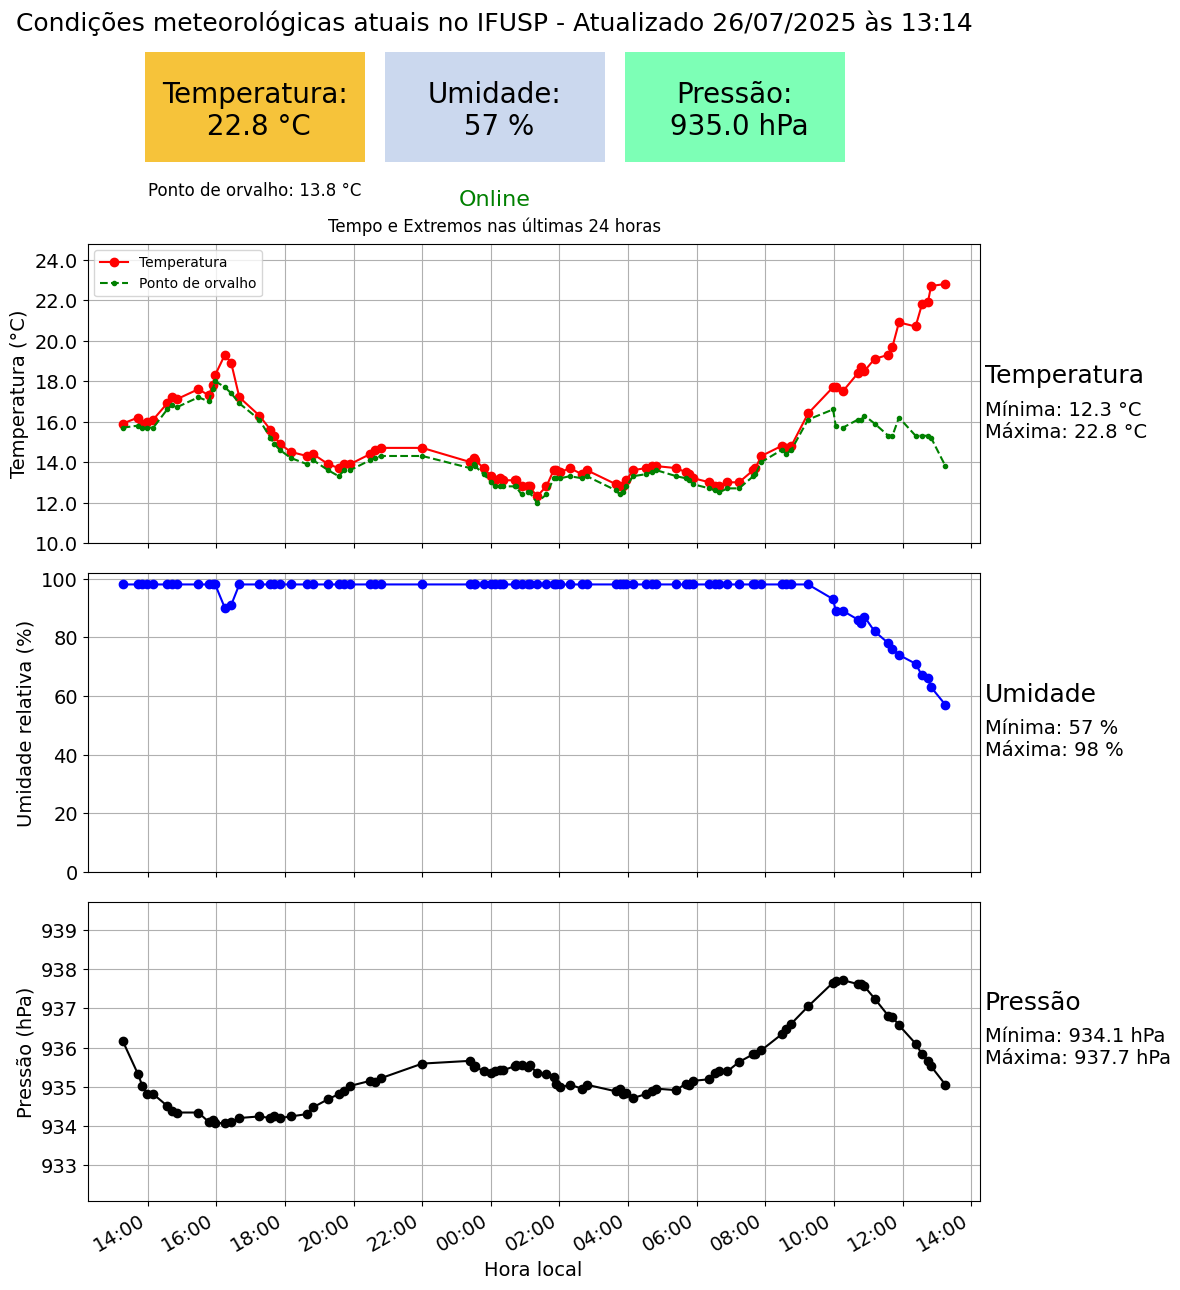 Condições meteorológicas atuais no IFUSP - Atualizado 26/07/2025 às 13:14
Temperatura:
22.8 °C
Umidade:
57 %
Pressão:
935.0 hPa
Ponto de orvalho: 13.8 °C
Online
Tempo e Extremos nas últimas 24 horas
Temperatura
Ponto de orvalho
Temperatura (°C)
24.0
22.0
20.0
18.0
16.0
14.0
12.0
10.0
Temperatura
Mínima: 12.3 °C
Máxima: 22.8 °C
Umidade relativa (%)
100
80
60
40
20
0
Umidade
Mínima: 57 %
Máxima: 98 %
Pressão (hPa)
939
938
937
936
935
934
933
Pressão
Mínima: 934.1 hPa
Máxima: 937.7 hPa
14:00 16:00 18:00 20:00 22:00 00:00 02:00 04:00 06:00 08:00 10:00 12:00 14:00
Hora local